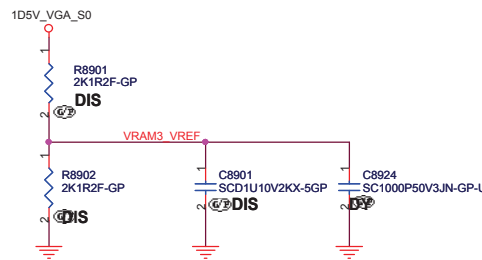 1D5V_VGA_S0
1
R8901
2K1R2F-GP
2
G/P
DIS
VRAM3_VREF
1
R8902
2K1R2F-GP
2
G/P
DIS
1
C8901
SCD1U10V2KX-5GP
2
G/P
DIS
1
C8924
SC1000P50V3JN-GP-U
2
DY